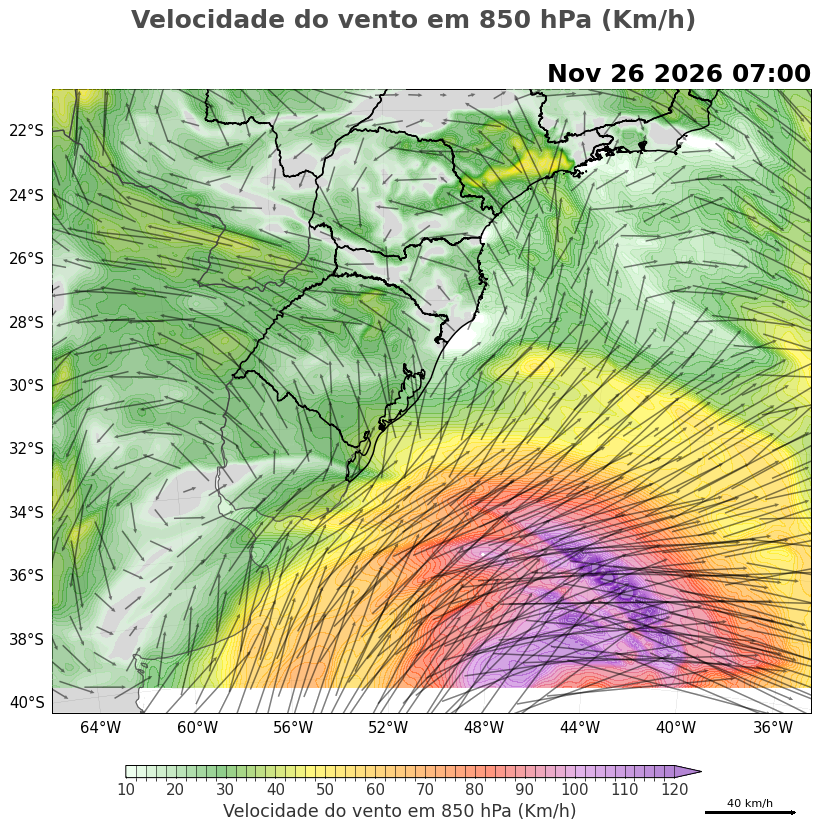 Velocidade do vento em 850 hPa (Km/h)
Nov 26 2026 07:00
22°S
24°S
26°S
28°S
30°S
32°S
34°S
36°S
38°S
40°S
64°W 60°W 56°W 52°W 48°W 44°W 40°W 36°W
10 20 30 40 50 60 70 80 90 100 110 120
Velocidade do vento em 850 hPa (Km/h)
40 km/h